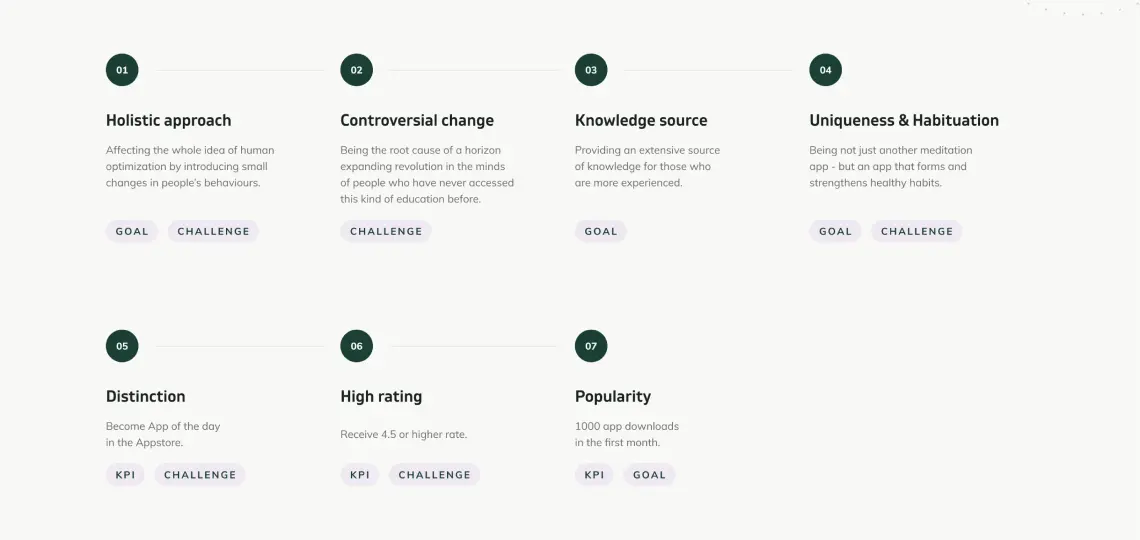 01
Holistic approach
Affecting the whole idea of human
optimization by introducing small
changes in people's behaviours.
GOAL CHALLENGE
02
Controversial change
Being the root cause of a horizon
expanding revolution in the minds
of people who have never accessed
this kind of education before.
CHALLENGE
03
Knowledge source
Providing an extensive source
of knowledge for those who
are more experienced.
GOAL
04
Uniqueness & Habituation
Being not just another meditation
app - but an app that forms and
strengthens healthy habits.
GOAL CHALLENGE
05
Distinction
Become App of the day
in the Appstore.
KPI CHALLENGE
06
High rating
Receive 4.5 or higher rate.
KPI CHALLENGE
07
Popularity
1000 app downloads
in the first month.
KPI GOAL